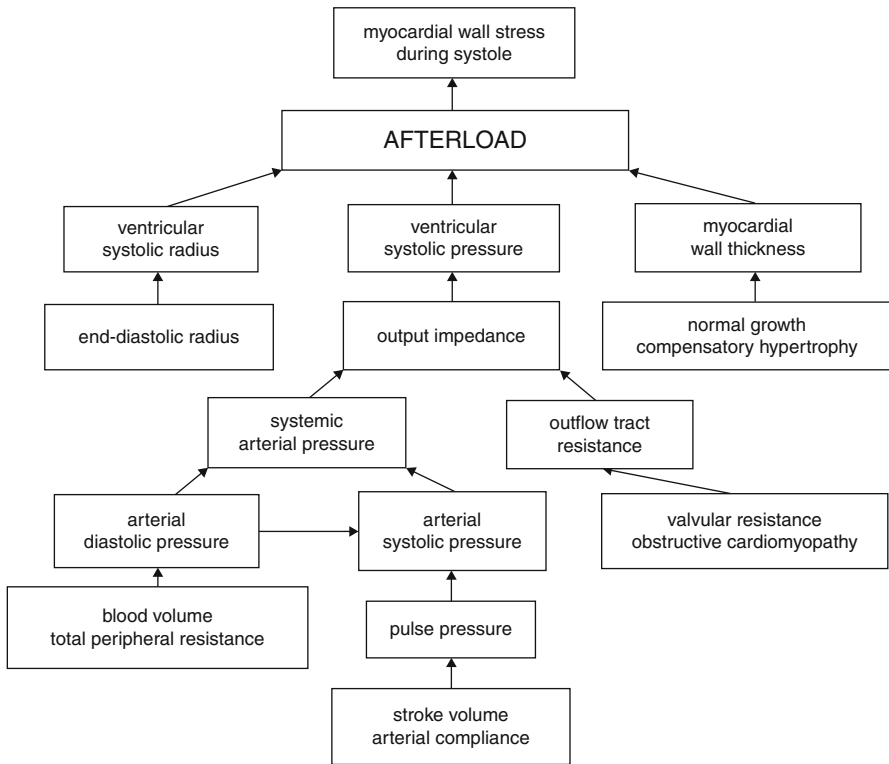 myocardial wall stress
during systole
AFTERLOAD
ventricular
systolic radius
ventricular
systolic pressure
myocardial
wall thickness
end-diastolic radius
output impedance
normal growth
compensatory hypertrophy
systemic
arterial pressure
outflow tract
resistance
arterial
diastolic pressure
arterial
systolic pressure
valvular resistance
obstructive cardiomyopathy
blood volume
total peripheral resistance
pulse pressure
stroke volume
arterial compliance